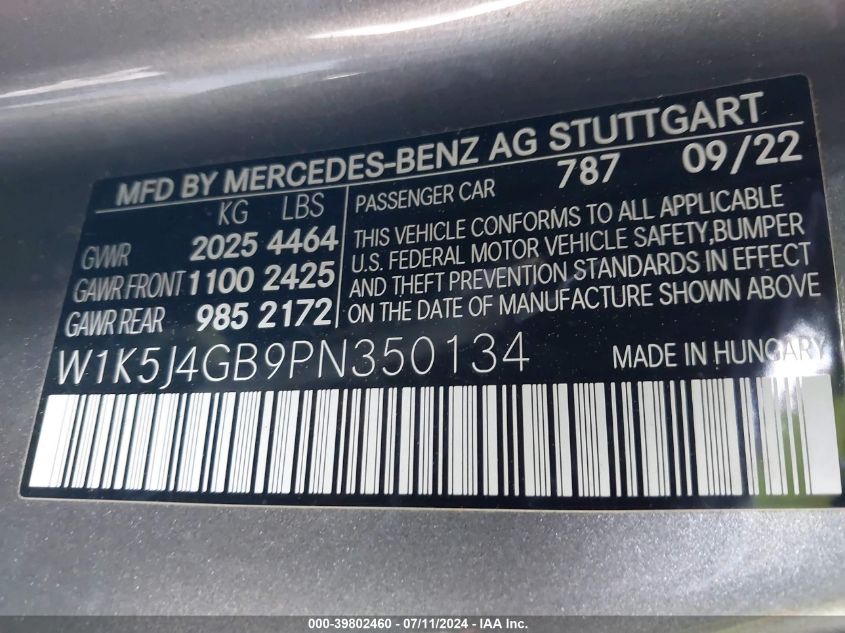 MFD BY MERCEDES-BENZ AG STUTTGART
KG LBS
GVWR 2025 4464
GAWR FRONT 1100 2425
GAWR REAR 985 2172
PASSENGER CAR 787 09/22
THIS VEHICLE CONFORMS TO ALL APPLICABLE
U.S. FEDERAL MOTOR VEHICLE SAFETY,BUMPER
AND THEFT PREVENTION STANDARDS IN EFFECT
ON THE DATE OF MANUFACTURE SHOWN ABOVE
W1K5J4GB9PN350134 MADE IN HUNGARY
000-39802460 - 07/11/2024 - IAA Inc.